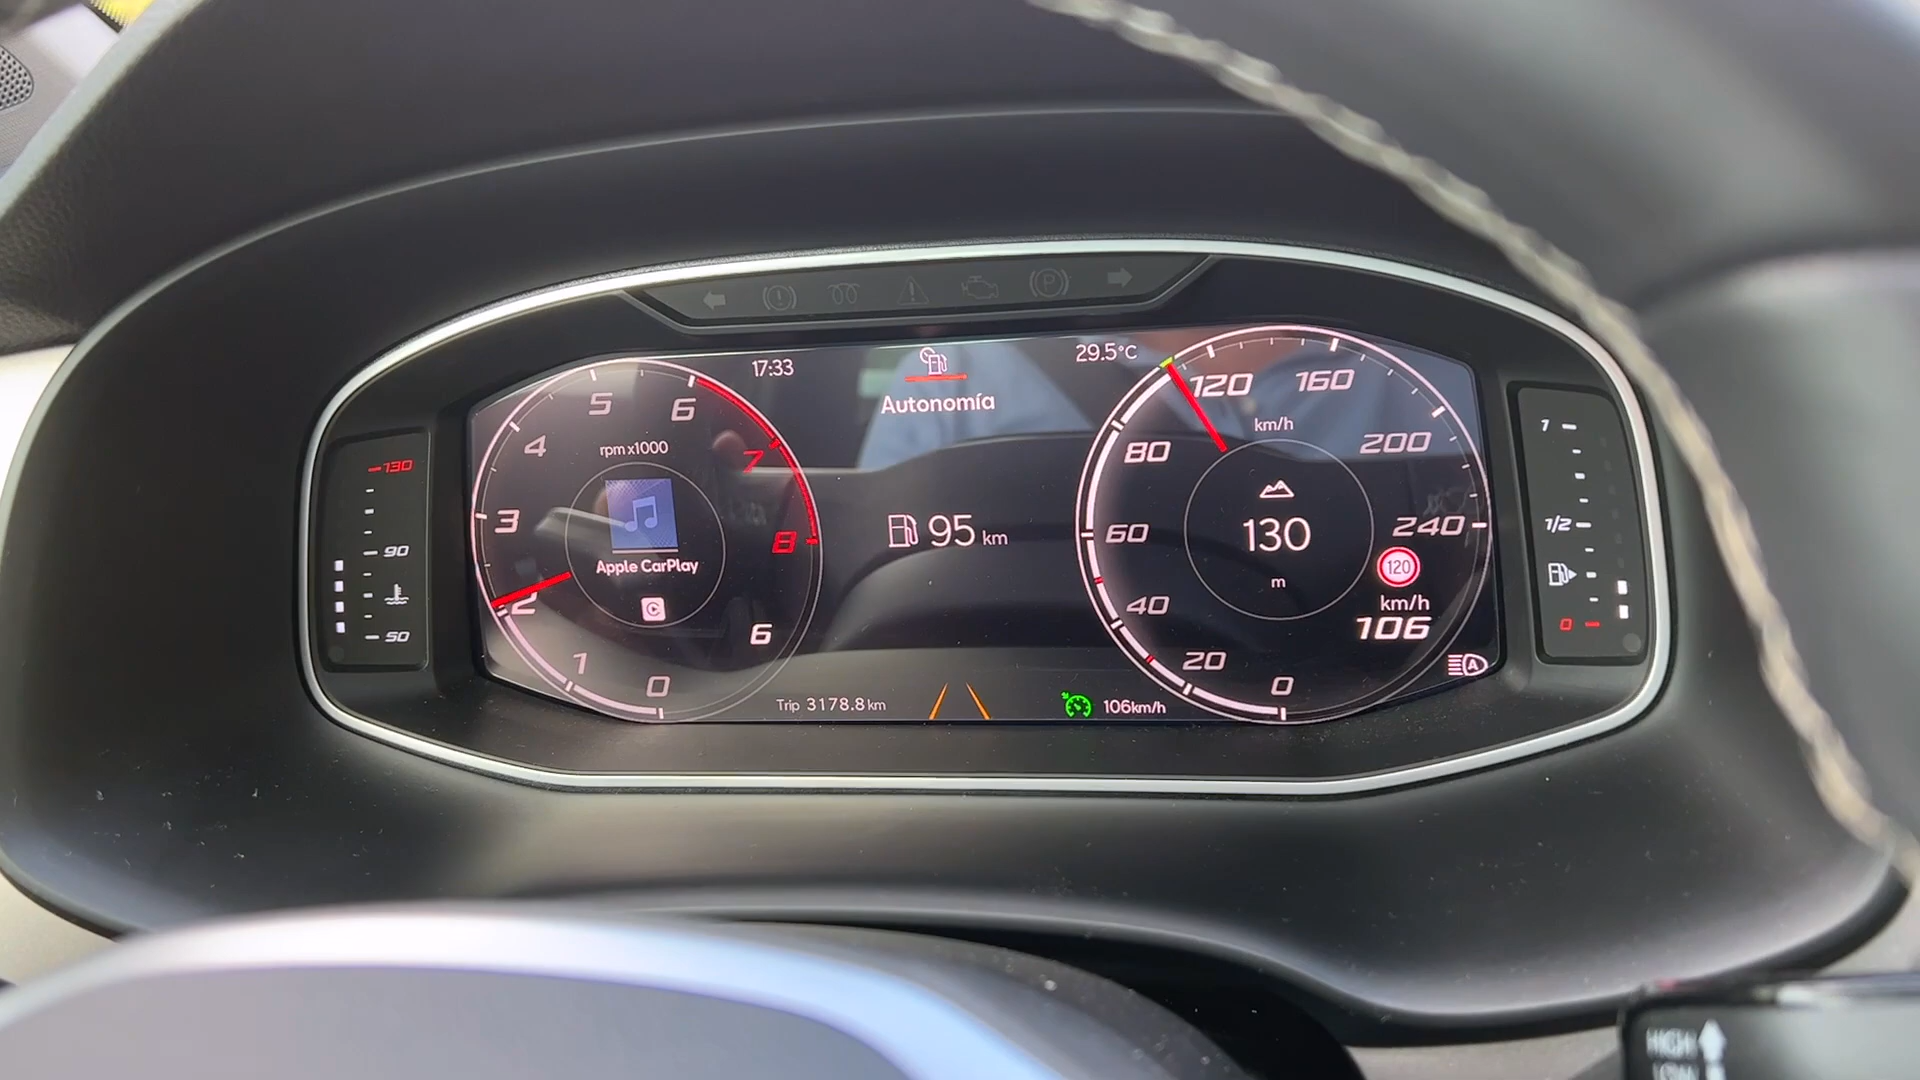 17:33
29.5°C
Autonomía
5
6
4
rpm x1000
7
3
8
2
1
0
6
Apple CarPlay
95 km
120
160
km/h
80
200
60
130
240
m
40
120
km/h
106
20
0
A
Trip 3178.8 km
106km/h
130
90
50
1
1/2
0
P
HIGH
LOW